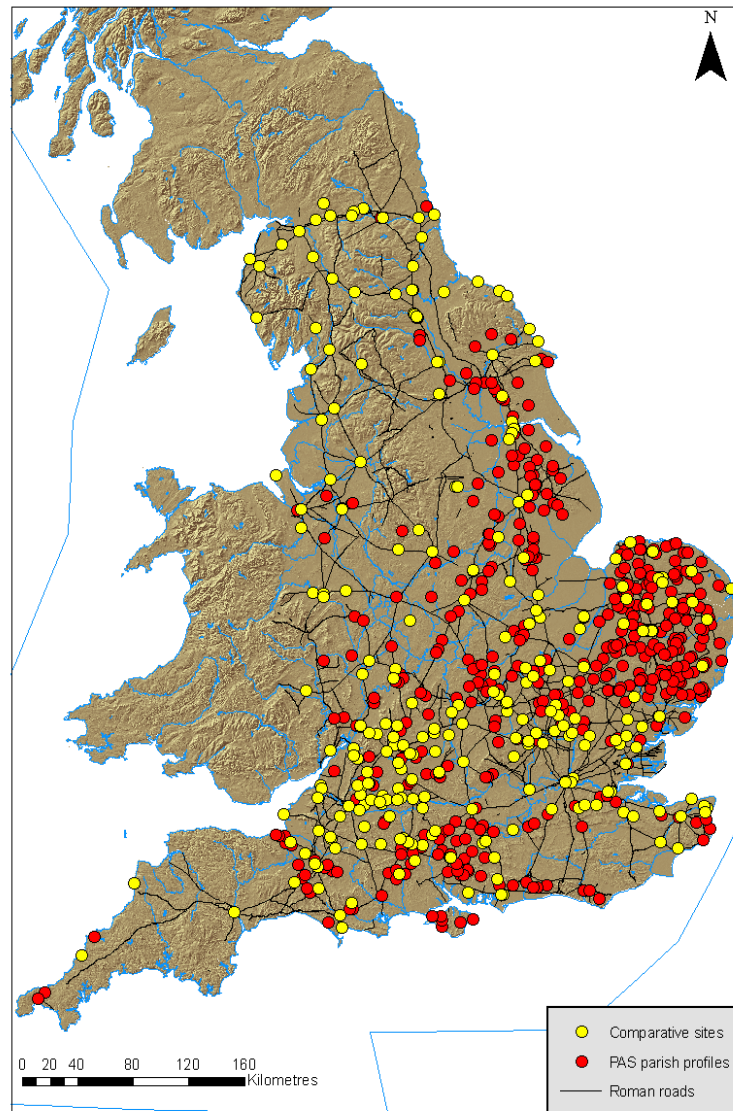 N
Comparative sites
PAS parish profiles
Roman roads
0 20 40 80 120 160
Kilometres